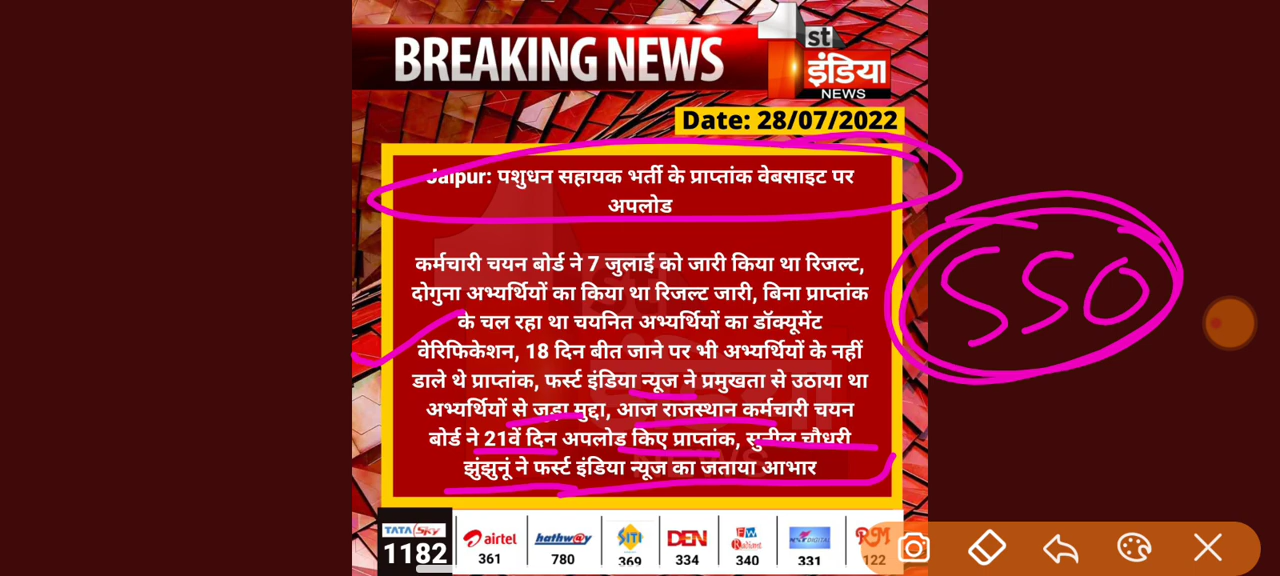 BREAKING NEWS
1st
इंडिया
NEWS
Date: 28/07/2022
Jaipur: पशुधन सहायक भर्ती के प्राप्तांक वेबसाइट पर
अपलोड
कर्मचारी चयन बोर्ड ने 7 जुलाई को जारी किया था रिजल्ट,
दोगुना अभ्यर्थियों का किया था रिजल्ट जारी, बिना प्राप्तांक
के चल रहा था चयनित अभ्यर्थियों का डॉक्यूमेंट
वेरिफिकेशन, 18 दिन बीत जाने पर भी अभ्यर्थियों के नहीं
डाले थे प्राप्तांक, फर्स्ट इंडिया न्यूज ने प्रमुखता से उठाया था
अभ्यर्थियों से जुड़ा मुद्दा, आज राजस्थान कर्मचारी चयन
बोर्ड ने 21वें दिन अपलोड किए प्राप्तांक, सुनील चौधरी
झुंझुनूं ने फर्स्ट इंडिया न्यूज का जताया आभार
SSO
TATA Sky airtel hathway SITI DEN Radiant DIGITAL
1182 361 780 369 334 340 331 122